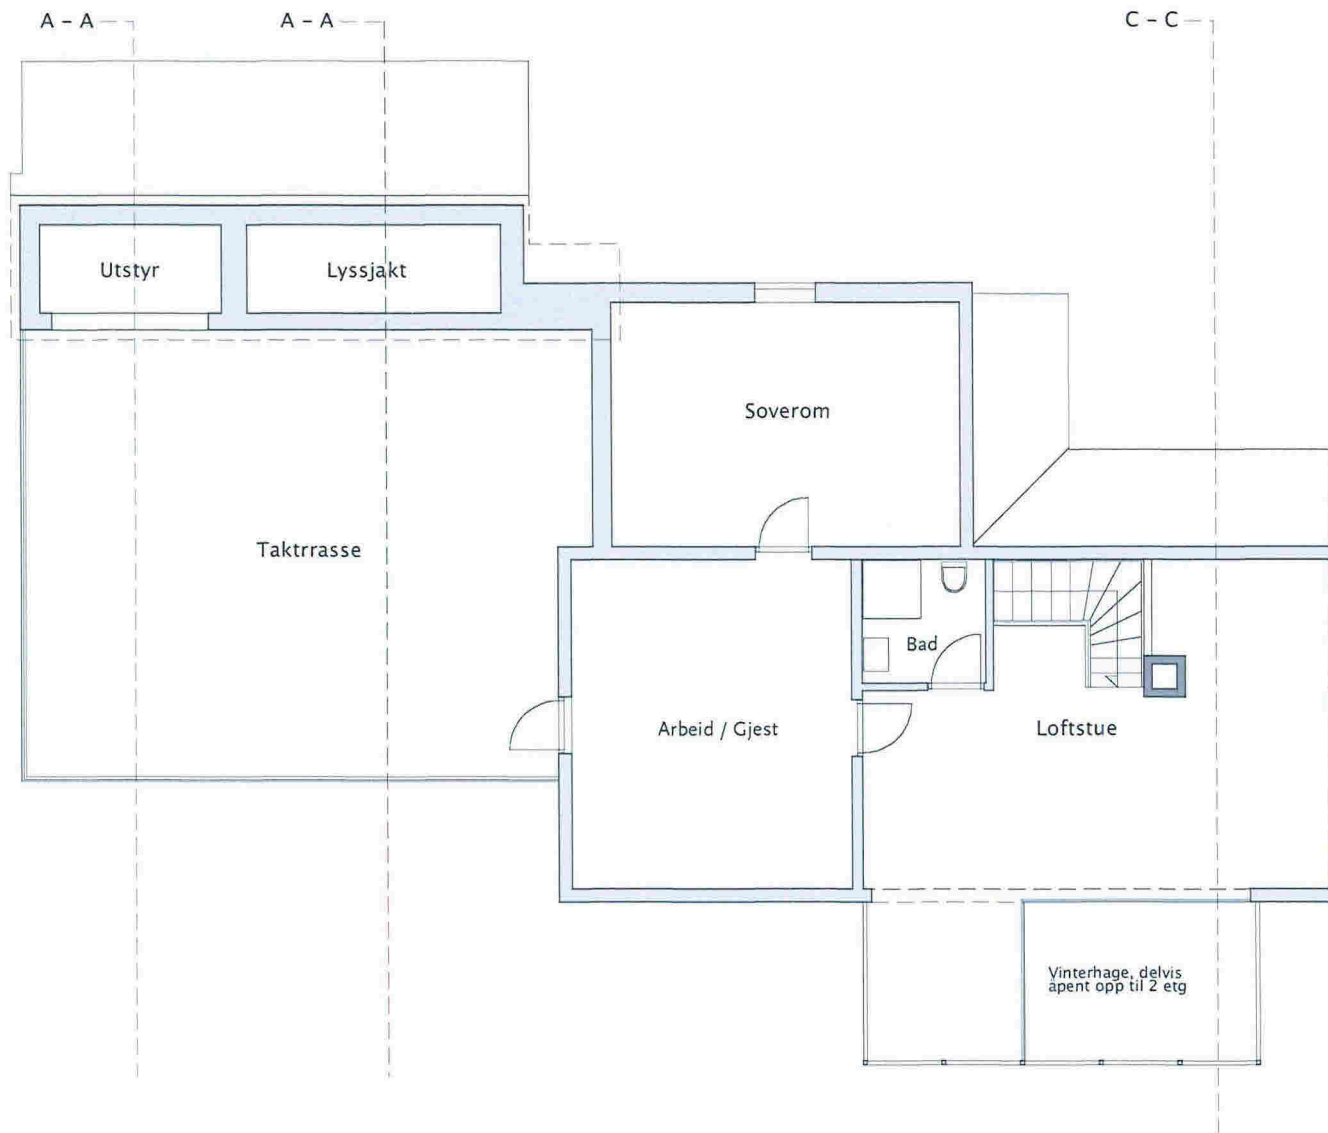 A – A
A – A
C – C
Utstyr
Lyssjakt
Soverom
Taktrrasse
Bad
Arbeid / Gjest
Loftstue
Vinterhage, delvis
åpent opp til 2 etg